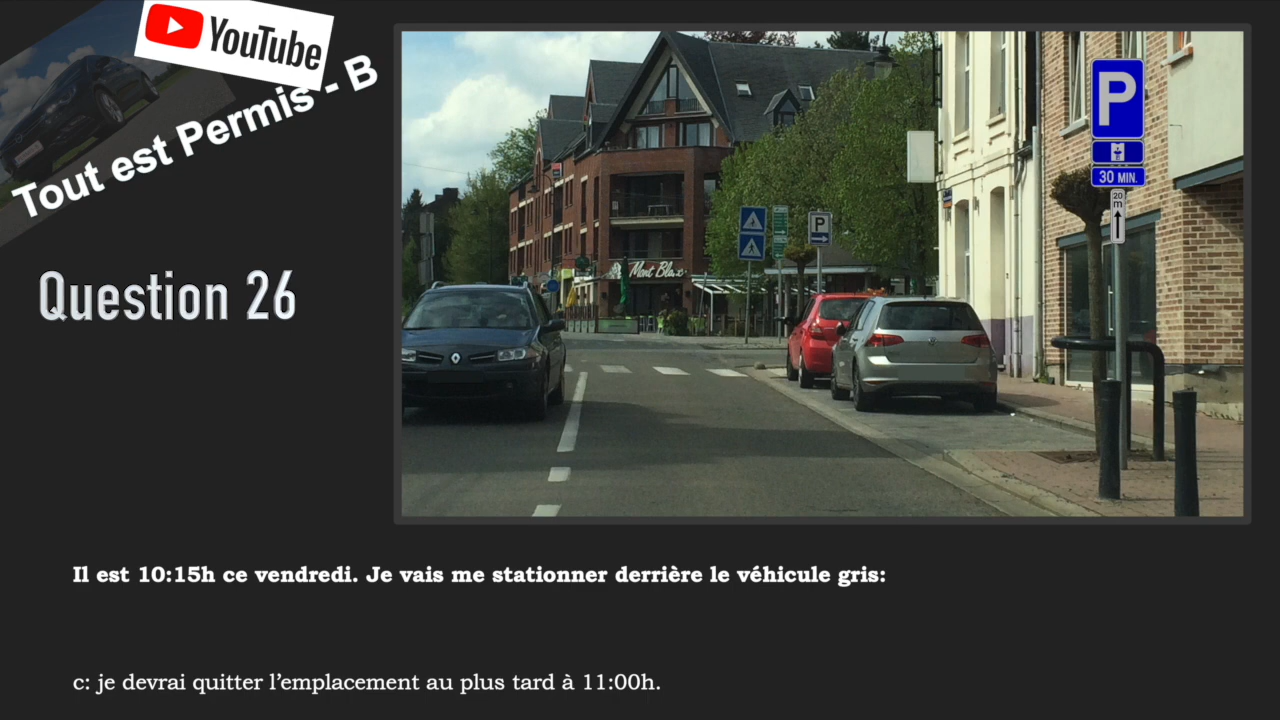 YouTube
Tout est Permis - B
Question 26
P
30 MIN.
20
m
P
Mont Blanc
Il est 10:15h ce vendredi. Je vais me stationner derrière le véhicule gris:
c: je devrai quitter l’emplacement au plus tard à 11:00h.